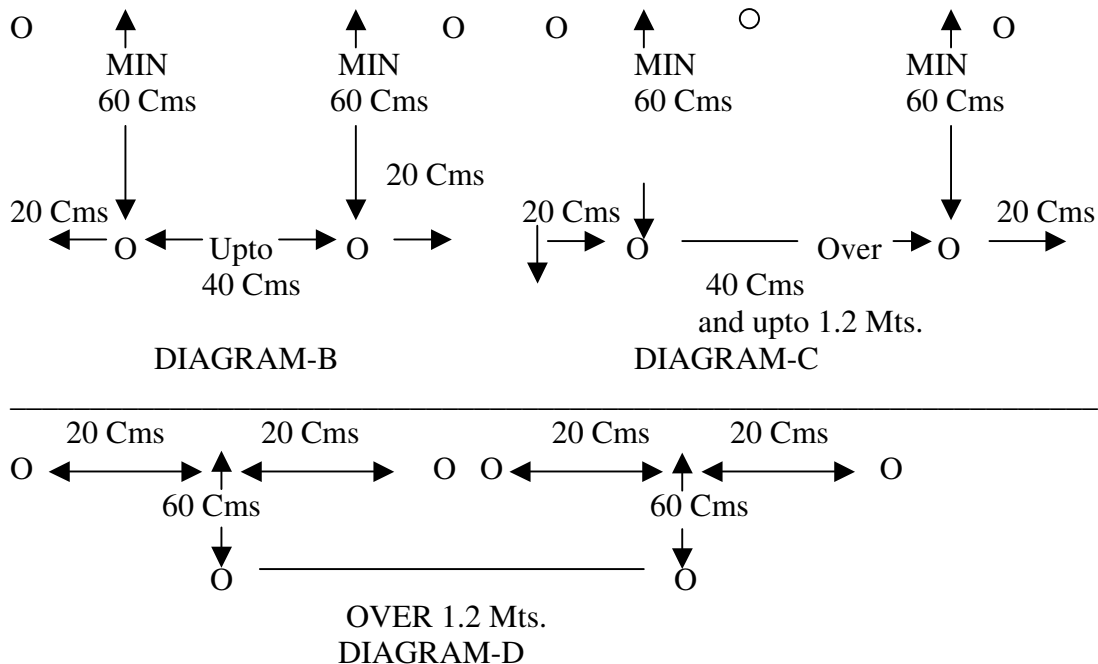 O O O O O
MIN MIN MIN MIN
60 Cms 60 Cms 60 Cms 60 Cms
20 Cms
20 Cms 20 Cms 20 Cms
O Upto O O Over O
40 Cms 40 Cms
and upto 1.2 Mts.
DIAGRAM-B DIAGRAM-C
20 Cms 20 Cms 20 Cms 20 Cms
O O O O
60 Cms 60 Cms
O O
OVER 1.2 Mts.
DIAGRAM-D